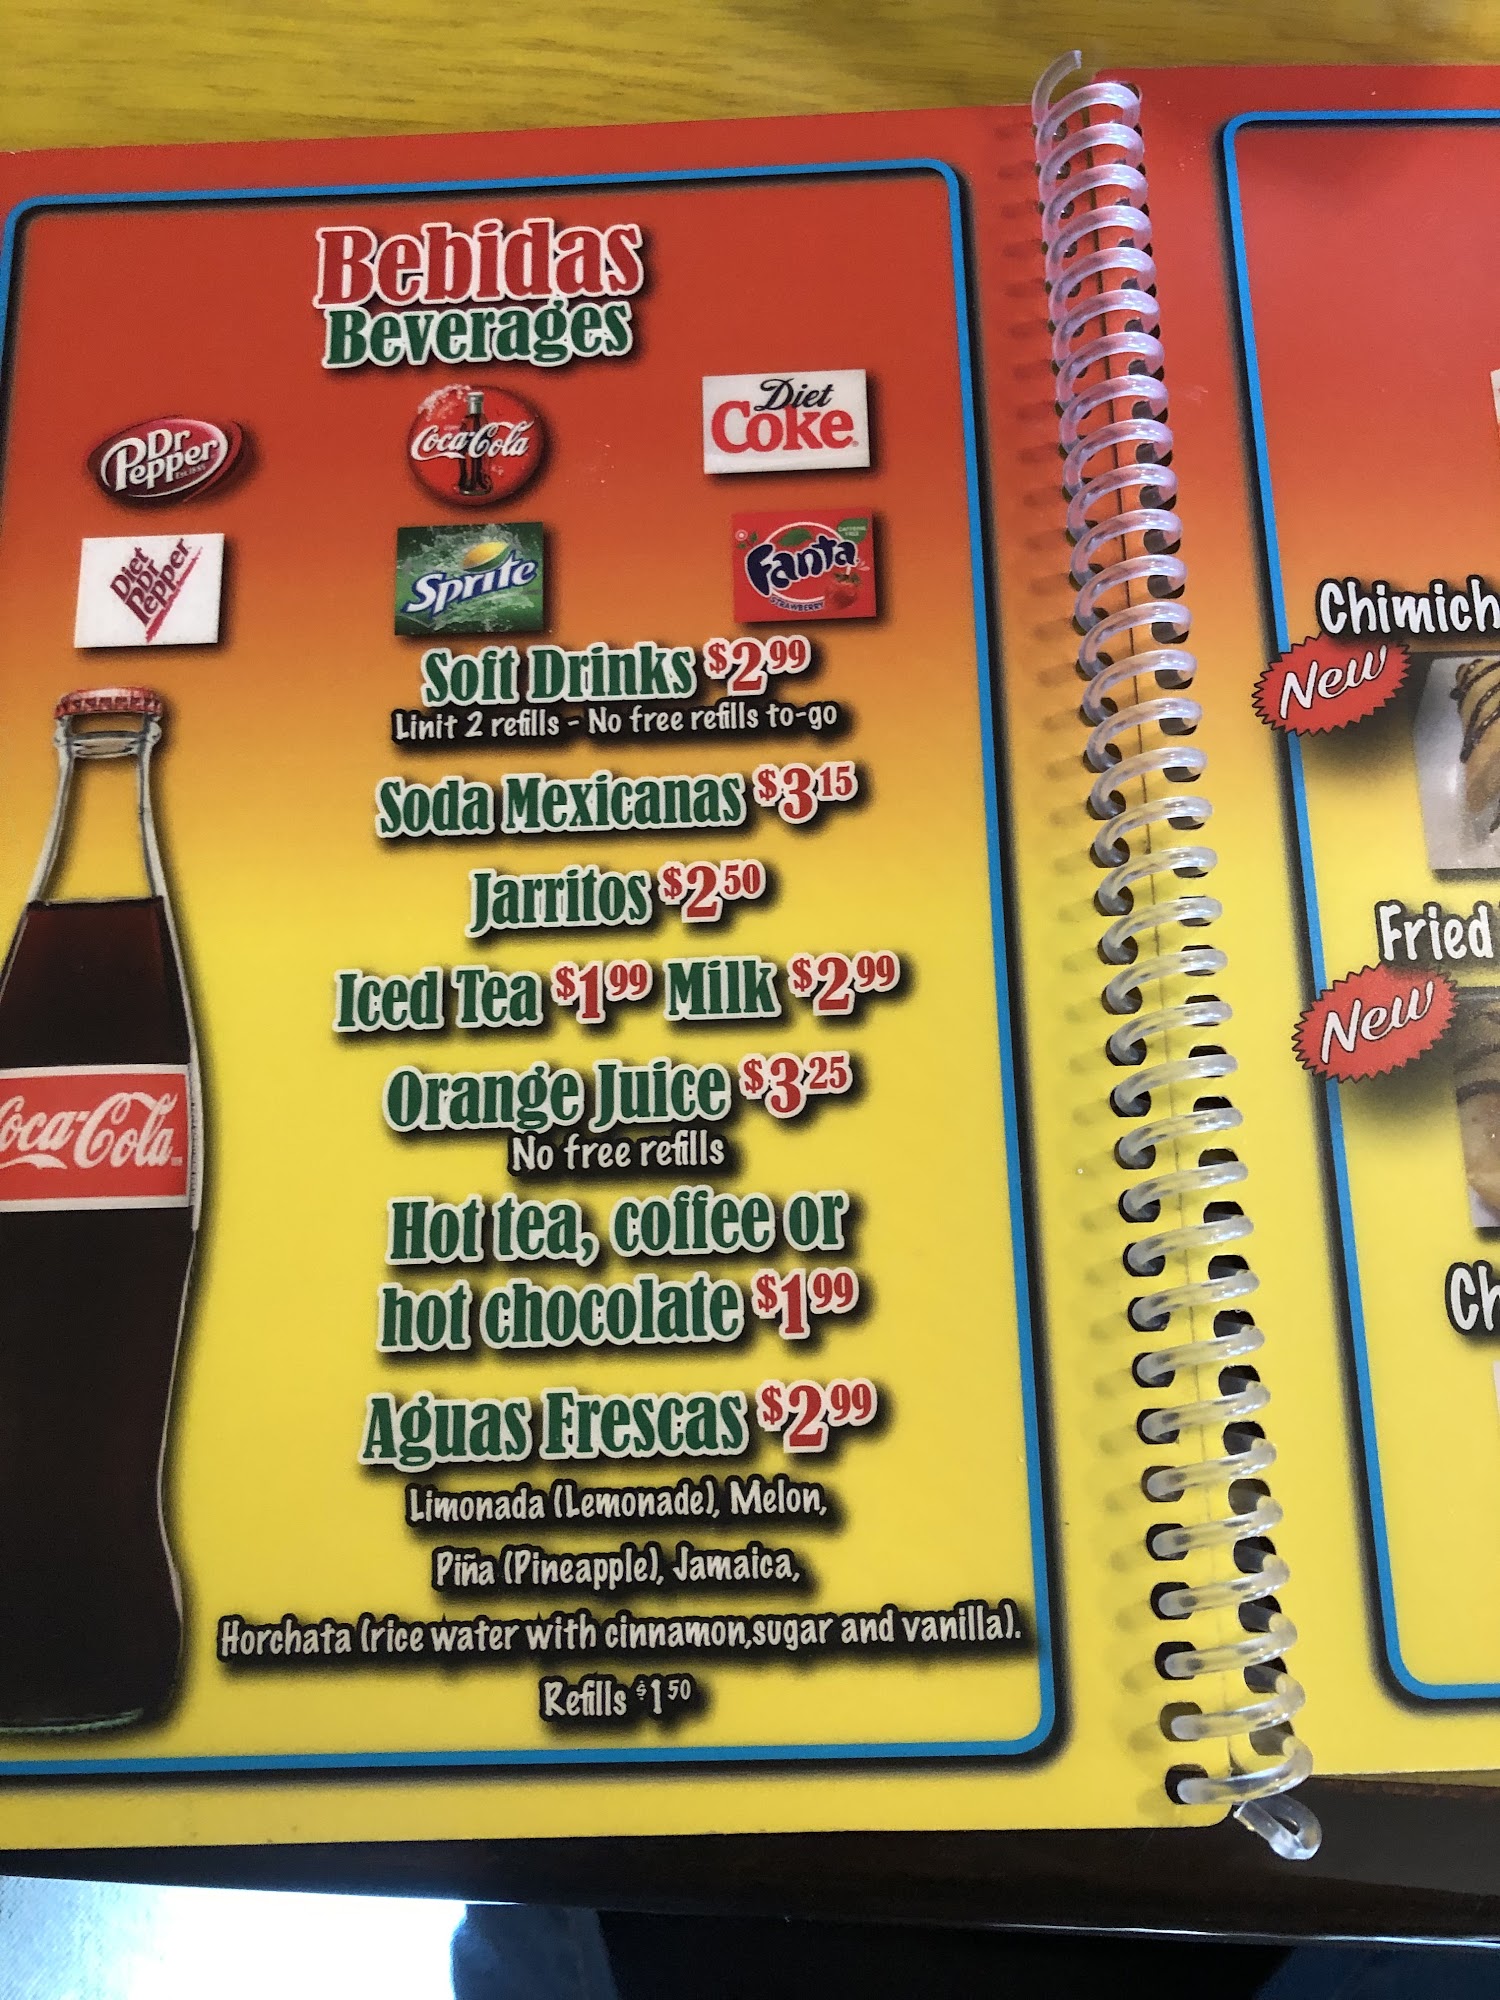 Bebidas
Beverages
Dr Pepper
Coca-Cola
Diet Coke
Diet Dr Pepper
Sprite
Fanta
STRAWBERRY
Soft Drinks $2.99
Linit 2 refills - No free refills to-go
Soda Mexicanas $3.15
Jarritos $2.50
Iced Tea $1.99 Milk $2.99
Orange Juice $3.25
No free refills
Hot tea, coffee or
hot chocolate $1.99
Aguas Frescas $2.99
Limonada (Lemonade), Melon,
Piña (Pineapple), Jamaica,
Horchata (rice water with cinnamon,sugar and vanilla).
Refills $1.50
Coca-Cola
Chimich
New
Fried
New
Ch